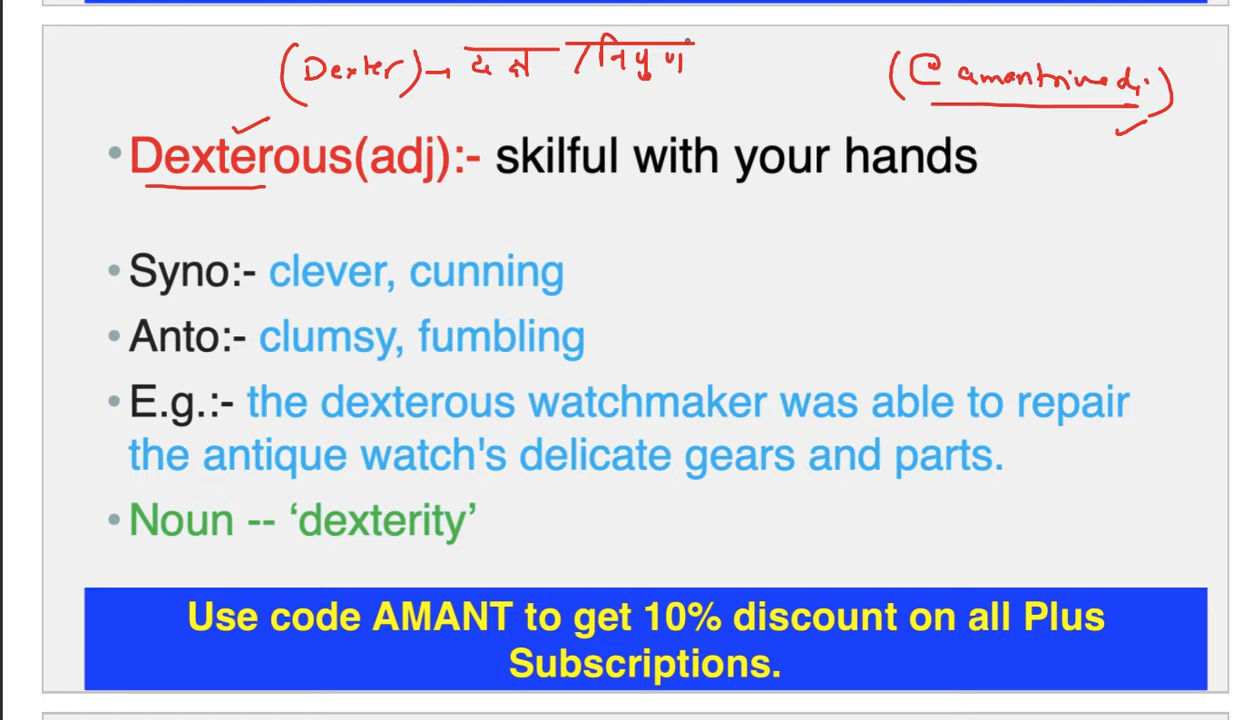 (Dexter) → दक्ष / निपुण
(@amantrivedi.)
• Dexterous(adj):- skilful with your hands
• Syno:- clever, cunning
• Anto:- clumsy, fumbling
• E.g.:- the dexterous watchmaker was able to repair
the antique watch's delicate gears and parts.
• Noun -- ‘dexterity’
Use code AMANT to get 10% discount on all Plus
Subscriptions.